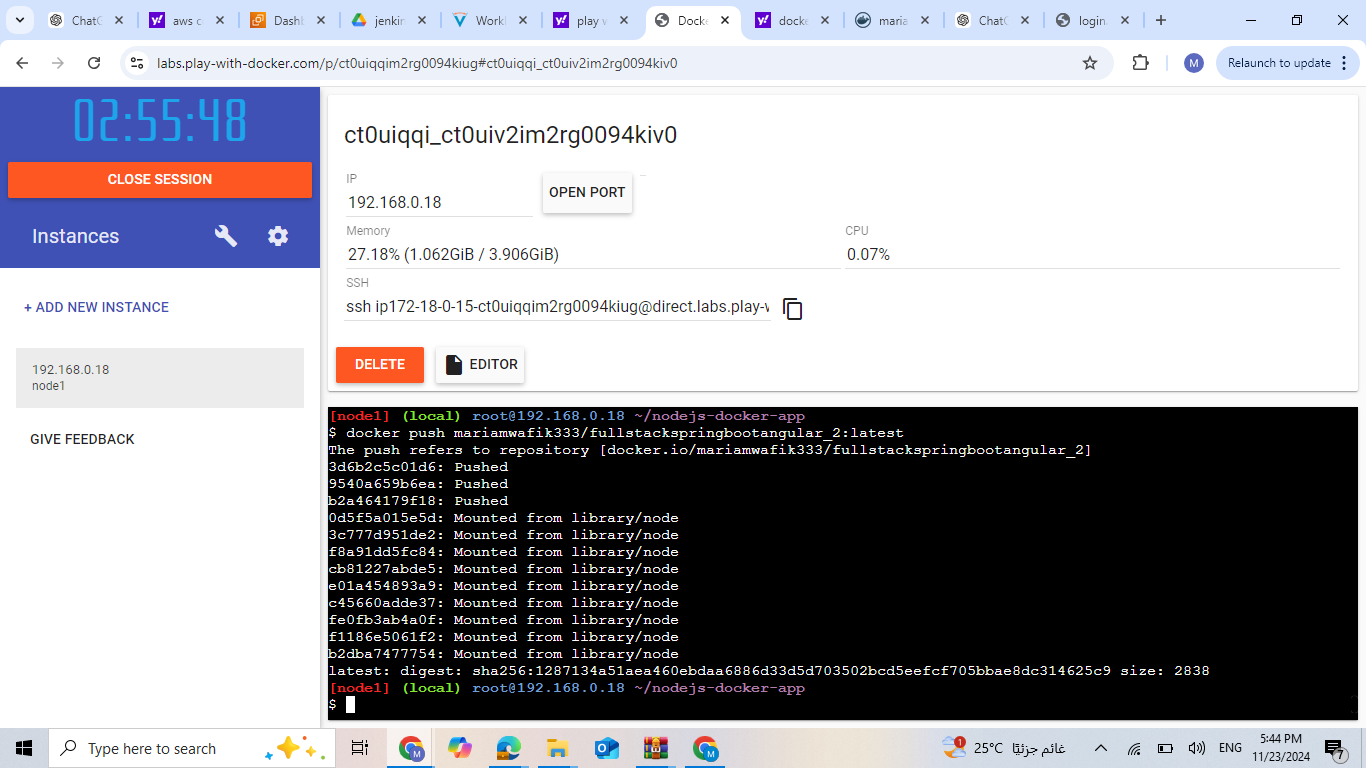 ChatG
aws c
Dashl
jenkin
Workl
play w
Docke
docke
maria
ChatG
login.
labs.play-with-docker.com/p/ct0uiqqim2rg0094kiug#ct0uiqqi_ct0uiv2im2rg0094kiv0
M
Relaunch to update
02:55:48
CLOSE SESSION
Instances
+ ADD NEW INSTANCE
192.168.0.18
node1
GIVE FEEDBACK
ct0uiqqi_ct0uiv2im2rg0094kiv0
IP
192.168.0.18
OPEN PORT
Memory
27.18% (1.062GiB / 3.906GiB)
CPU
0.07%
SSH
ssh ip172-18-0-15-ct0uiqqim2rg0094kiug@direct.labs.play-w
DELETE
EDITOR
[node1] (local) root@192.168.0.18 ~/nodejs-docker-app
$ docker push mariamwafik333/fullstackspringbootangular_2:latest
The push refers to repository [docker.io/mariamwafik333/fullstackspringbootangular_2]
3d6b2c5c01d6: Pushed
9540a659b6ea: Pushed
b2a464179f18: Pushed
0d5f5a015e5d: Mounted from library/node
3c777d951de2: Mounted from library/node
f8a91dd5fc84: Mounted from library/node
cb81227abde5: Mounted from library/node
e01a454893a9: Mounted from library/node
c45660adde37: Mounted from library/node
fe0fb3ab4a0f: Mounted from library/node
f1186e5061f2: Mounted from library/node
b2dba7477754: Mounted from library/node
latest: digest: sha256:1287134a51aea460ebdaa6886d33d5d703502bcd5eefcf705bbae8dc314625c9 size: 2838
[node1] (local) root@192.168.0.18 ~/nodejs-docker-app
$
Type here to search
1
25°C
غائم جزئيًا
ENG
5:44 PM
11/23/2024
7